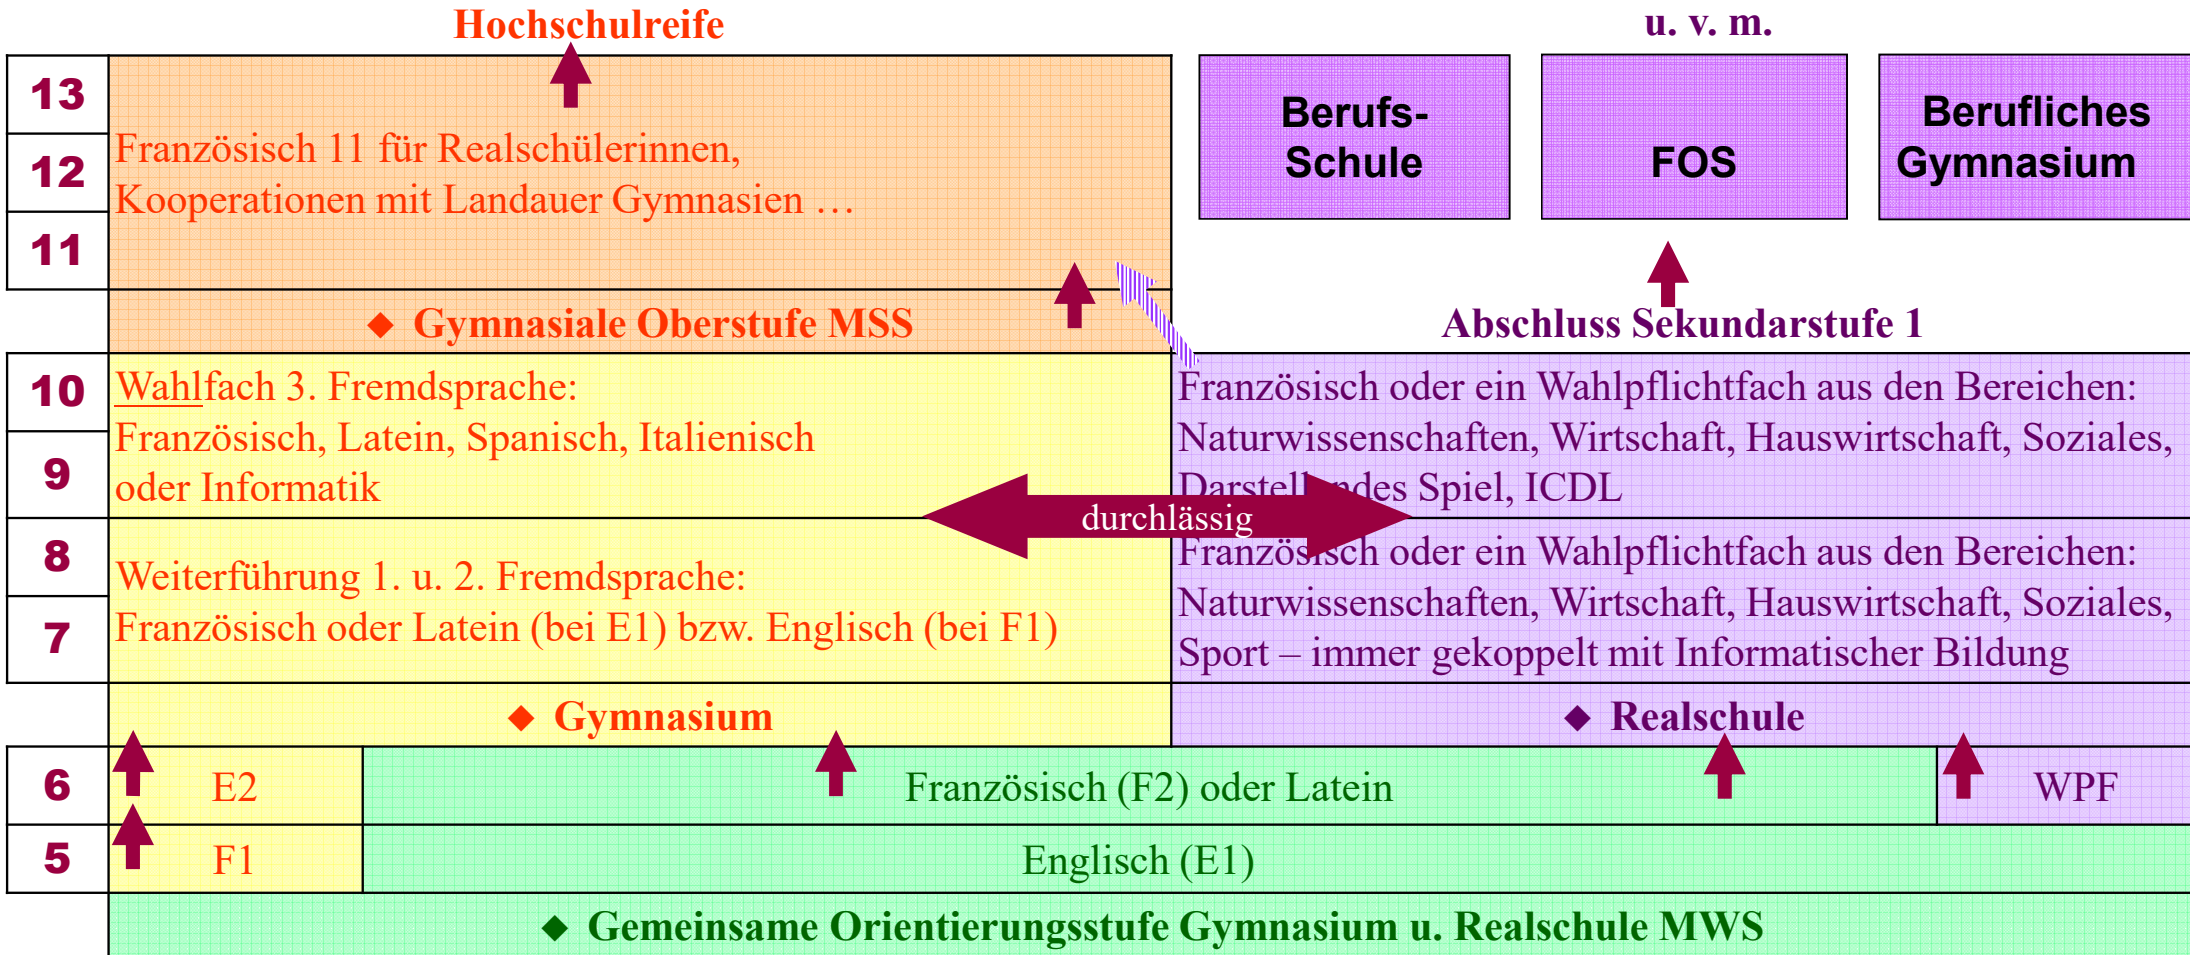 Hochschulreife
u. v. m.
13
12
11
Französisch 11 für Realschülerinnen,
Kooperationen mit Landauer Gymnasien …
Berufs-
Schule
FOS
Berufliches
Gymnasium
◆ Gymnasiale Oberstufe MSS
Abschluss Sekundarstufe 1
10
9
Wahlfach 3. Fremdsprache:
Französisch, Latein, Spanisch, Italienisch
oder Informatik
Französisch oder ein Wahlpflichtfach aus den Bereichen:
Naturwissenschaften, Wirtschaft, Hauswirtschaft, Soziales,
Darstellendes Spiel, ICDL
durchlässig
8
7
Weiterführung 1. u. 2. Fremdsprache:
Französisch oder Latein (bei E1) bzw. Englisch (bei F1)
Französisch oder ein Wahlpflichtfach aus den Bereichen:
Naturwissenschaften, Wirtschaft, Hauswirtschaft, Soziales,
Sport – immer gekoppelt mit Informatischer Bildung
◆ Gymnasium
◆ Realschule
6
E2
Französisch (F2) oder Latein
WPF
5
F1
Englisch (E1)
◆ Gemeinsame Orientierungsstufe Gymnasium u. Realschule MWS